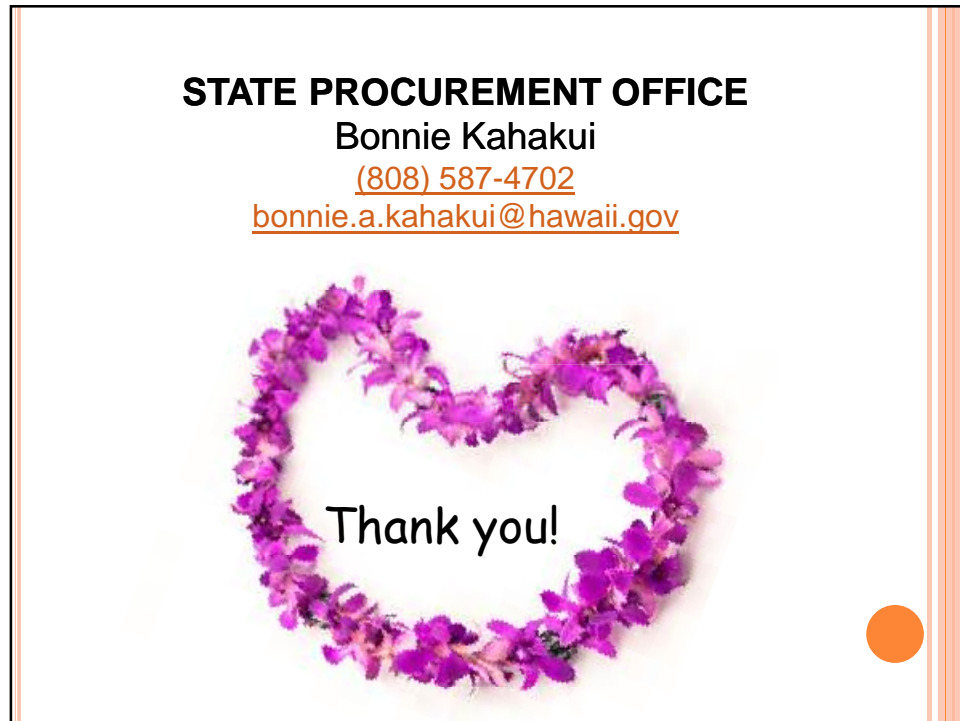 STATE PROCUREMENT OFFICE
Bonnie Kahakui
(808) 587-4702
bonnie.a.kahakui@hawaii.gov
Thank you!